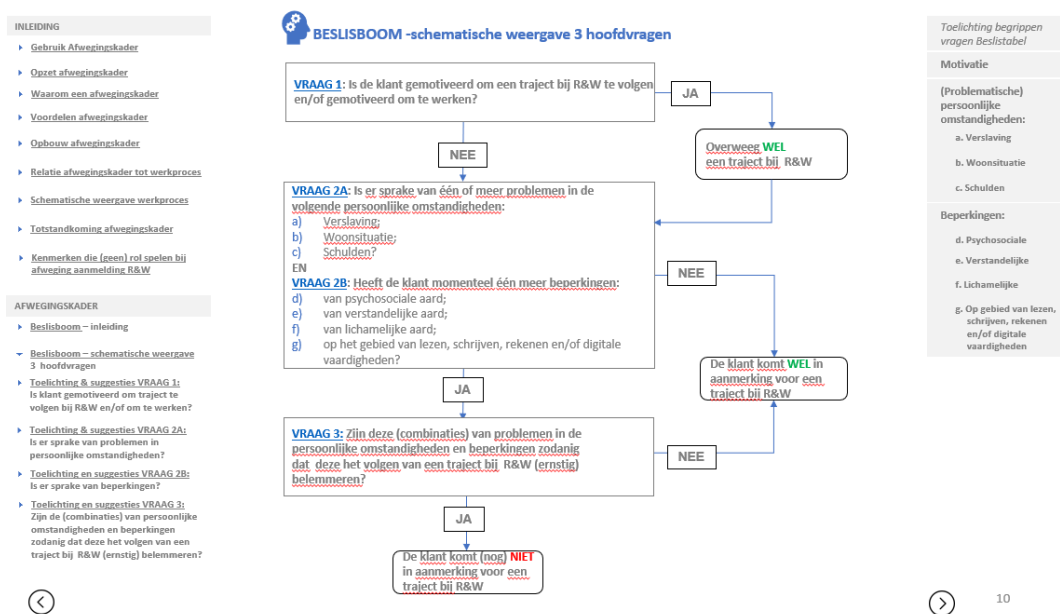 INLEIDING
Gebruik Afwegingskader
Opzet afwegingskader
Waarom een afwegingskader
Voordelen afwegingskader
Opbouw afwegingskader
Relatie afwegingskader tot werkproces
Schematische weergave werkproces
Totstandkoming afwegingskader
Kenmerken die (geen) rol spelen bij
afweging aanmelding R&W
AFWEGINGSKADER
Beslisboom – inleiding
Beslisboom – schematische weergave
3 hoofdvragen
Toelichting & suggesties VRAAG 1:
Is klant gemotiveerd om traject te
volgen bij R&W en/of om te werken?
Toelichting & suggesties VRAAG 2A:
Is er sprake van problemen in
persoonlijke omstandigheden?
Toelichting en suggesties VRAAG 2B:
Is er sprake van beperkingen?
Toelichting en suggesties VRAAG 3:
Zijn de (combinaties) van persoonlijke
omstandigheden en beperkingen
zodanig dat deze het volgen van een
traject bij R&W (ernstig) belemmeren?
BESLISBOOM -schematische weergave 3 hoofdvragen
VRAAG 1: Is de klant gemotiveerd om een traject bij R&W te volgen
en/of gemotiveerd om te werken?
JA
NEE
Overweeg WEL
een traject bij R&W
VRAAG 2A: Is er sprake van één of meer problemen in de
volgende persoonlijke omstandigheden:
a) Verslaving;
b) Woonsituatie;
c) Schulden?
EN
VRAAG 2B: Heeft de klant momenteel één meer beperkingen:
d) van psychosociale aard;
e) van verstandelijke aard;
f) van lichamelijke aard;
g) op het gebied van lezen, schrijven, rekenen en/of digitale
vaardigheden?
NEE
De klant komt WEL in
aanmerking voor een
traject bij R&W
JA
VRAAG 3: Zijn deze (combinaties) van problemen in de
persoonlijke omstandigheden en beperkingen zodanig
dat deze het volgen van een traject bij R&W (ernstig)
belemmeren?
NEE
JA
De klant komt (nog) NIET
in aanmerking voor een
traject bij R&W
Toelichting begrippen
vragen Beslistabel
Motivatie
(Problematische)
persoonlijke
omstandigheden:
a. Verslaving
b. Woonsituatie
c. Schulden
Beperkingen:
d. Psychosociale
e. Verstandelijke
f. Lichamelijke
g. Op gebied van lezen,
schrijven, rekenen
en/of digitale
vaardigheden
10